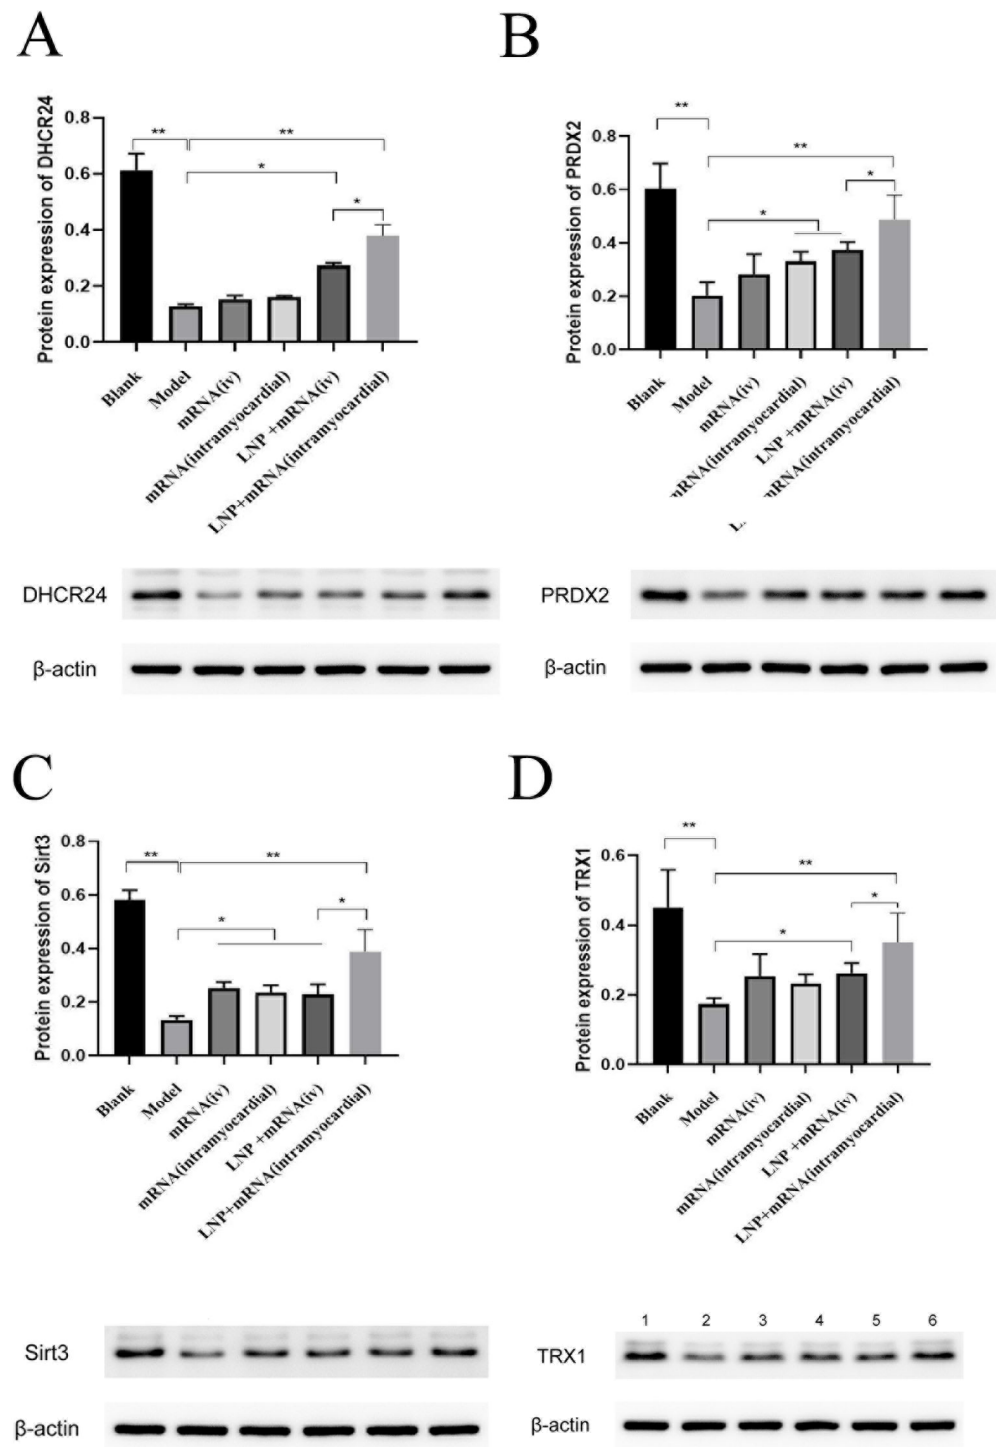 A
Protein expression of DHCR24
0.8
0.6
0.4
0.2
0.0
**
**
*
*
Blank
Model
mRNA(iv)
mRNA(intramyocardial)
LNP +mRNA(iv)
LNP+mRNA(intramyocardial)
DHCR24
β-actin
B
Protein expression of PRDX2
0.8
0.6
0.4
0.2
0.0
**
**
*
*
Blank
Model
mRNA(iv)
mRNA(intramyocardial)
LNP +mRNA(iv)
mRNA(intramyocardial)
PRDX2
β-actin
C
Protein expression of Sirt3
0.8
0.6
0.4
0.2
0.0
**
**
*
*
Blank
Model
mRNA(iv)
mRNA(intramyocardial)
LNP +mRNA(iv)
LNP+mRNA(intramyocardial)
Sirt3
β-actin
D
Protein expression of TRX1
0.6
0.4
0.2
0.0
**
**
*
*
Blank
Model
mRNA(iv)
mRNA(intramyocardial)
LNP +mRNA(iv)
LNP+mRNA(intramyocardial)
1 2 3 4 5 6
TRX1
β-actin